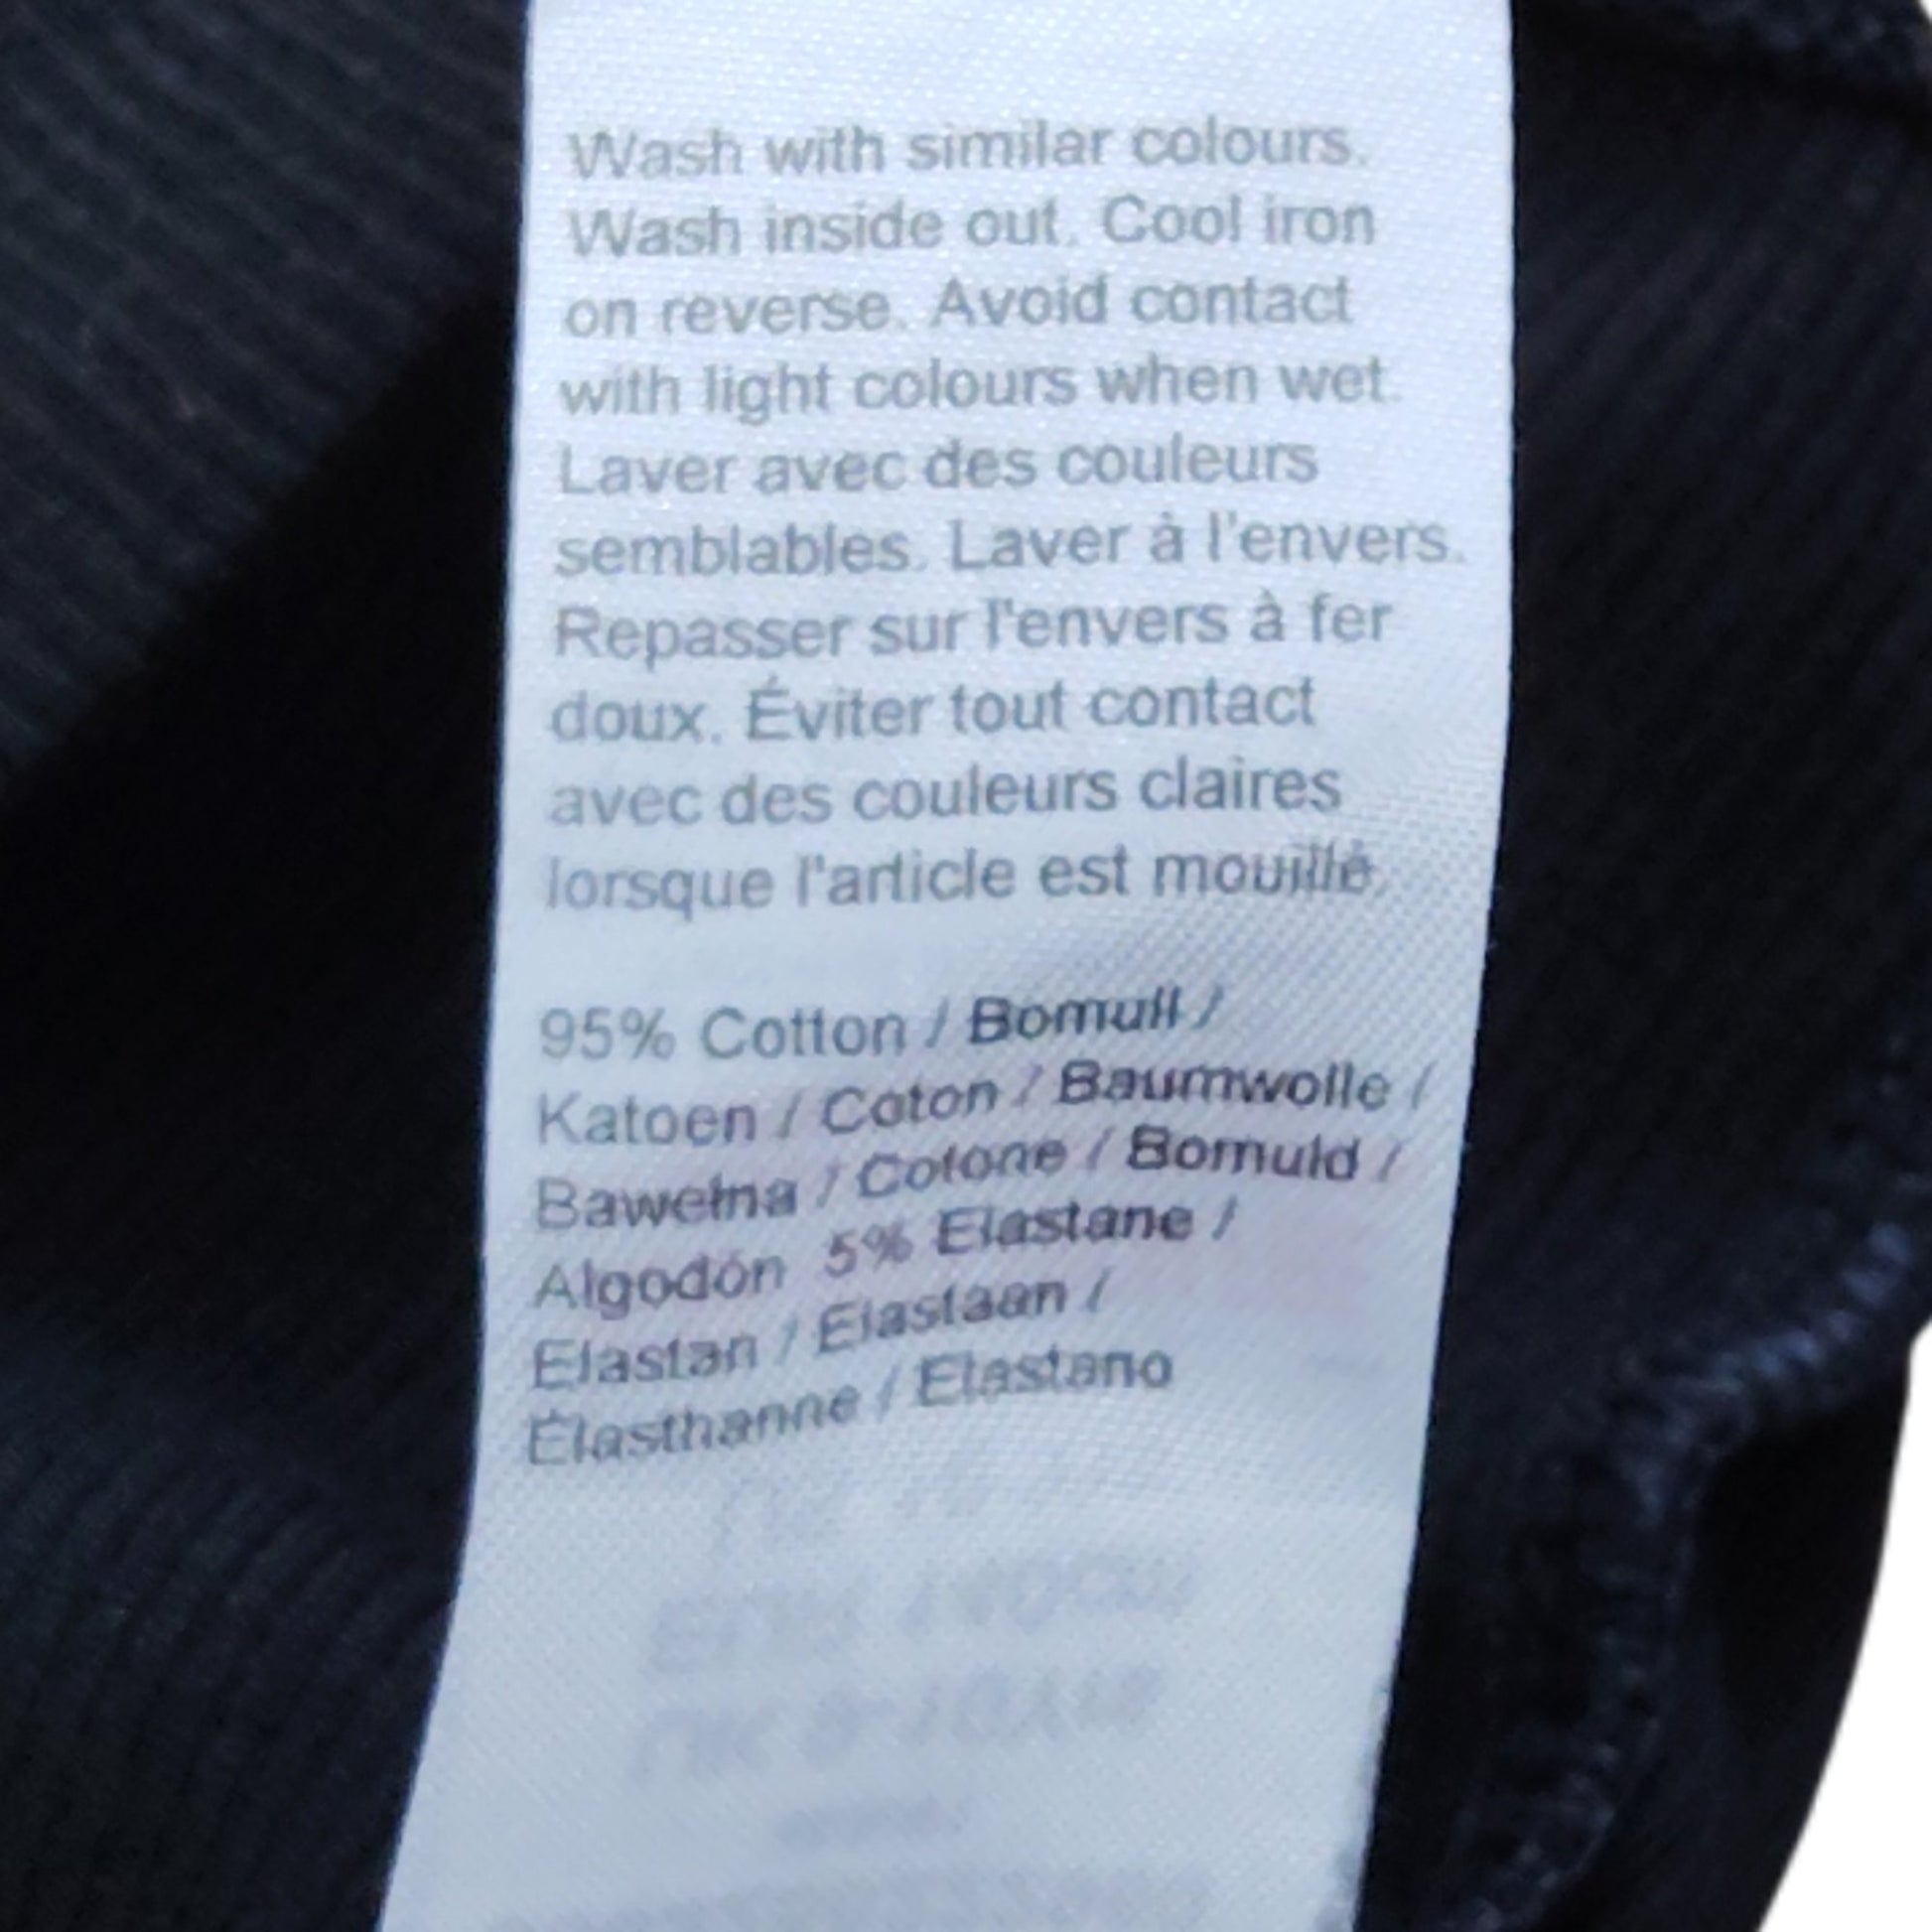 Wash with similar colours.
Wash inside out. Cool iron
on reverse. Avoid contact
with light colours when wet.
Laver avec des couleurs
semblables. Laver à l'envers.
Repasser sur l'envers à fer
doux. Éviter tout contact
avec des couleurs claires
lorsque l'article est mouillé.
95% Cotton / Bomull /
Katoen / Coton / Baumwolle /
Bawełna / Cotone / Bomuld /
Algodón 5% Elastane /
Elastan / Elastaan /
Élasthanne / Elastano